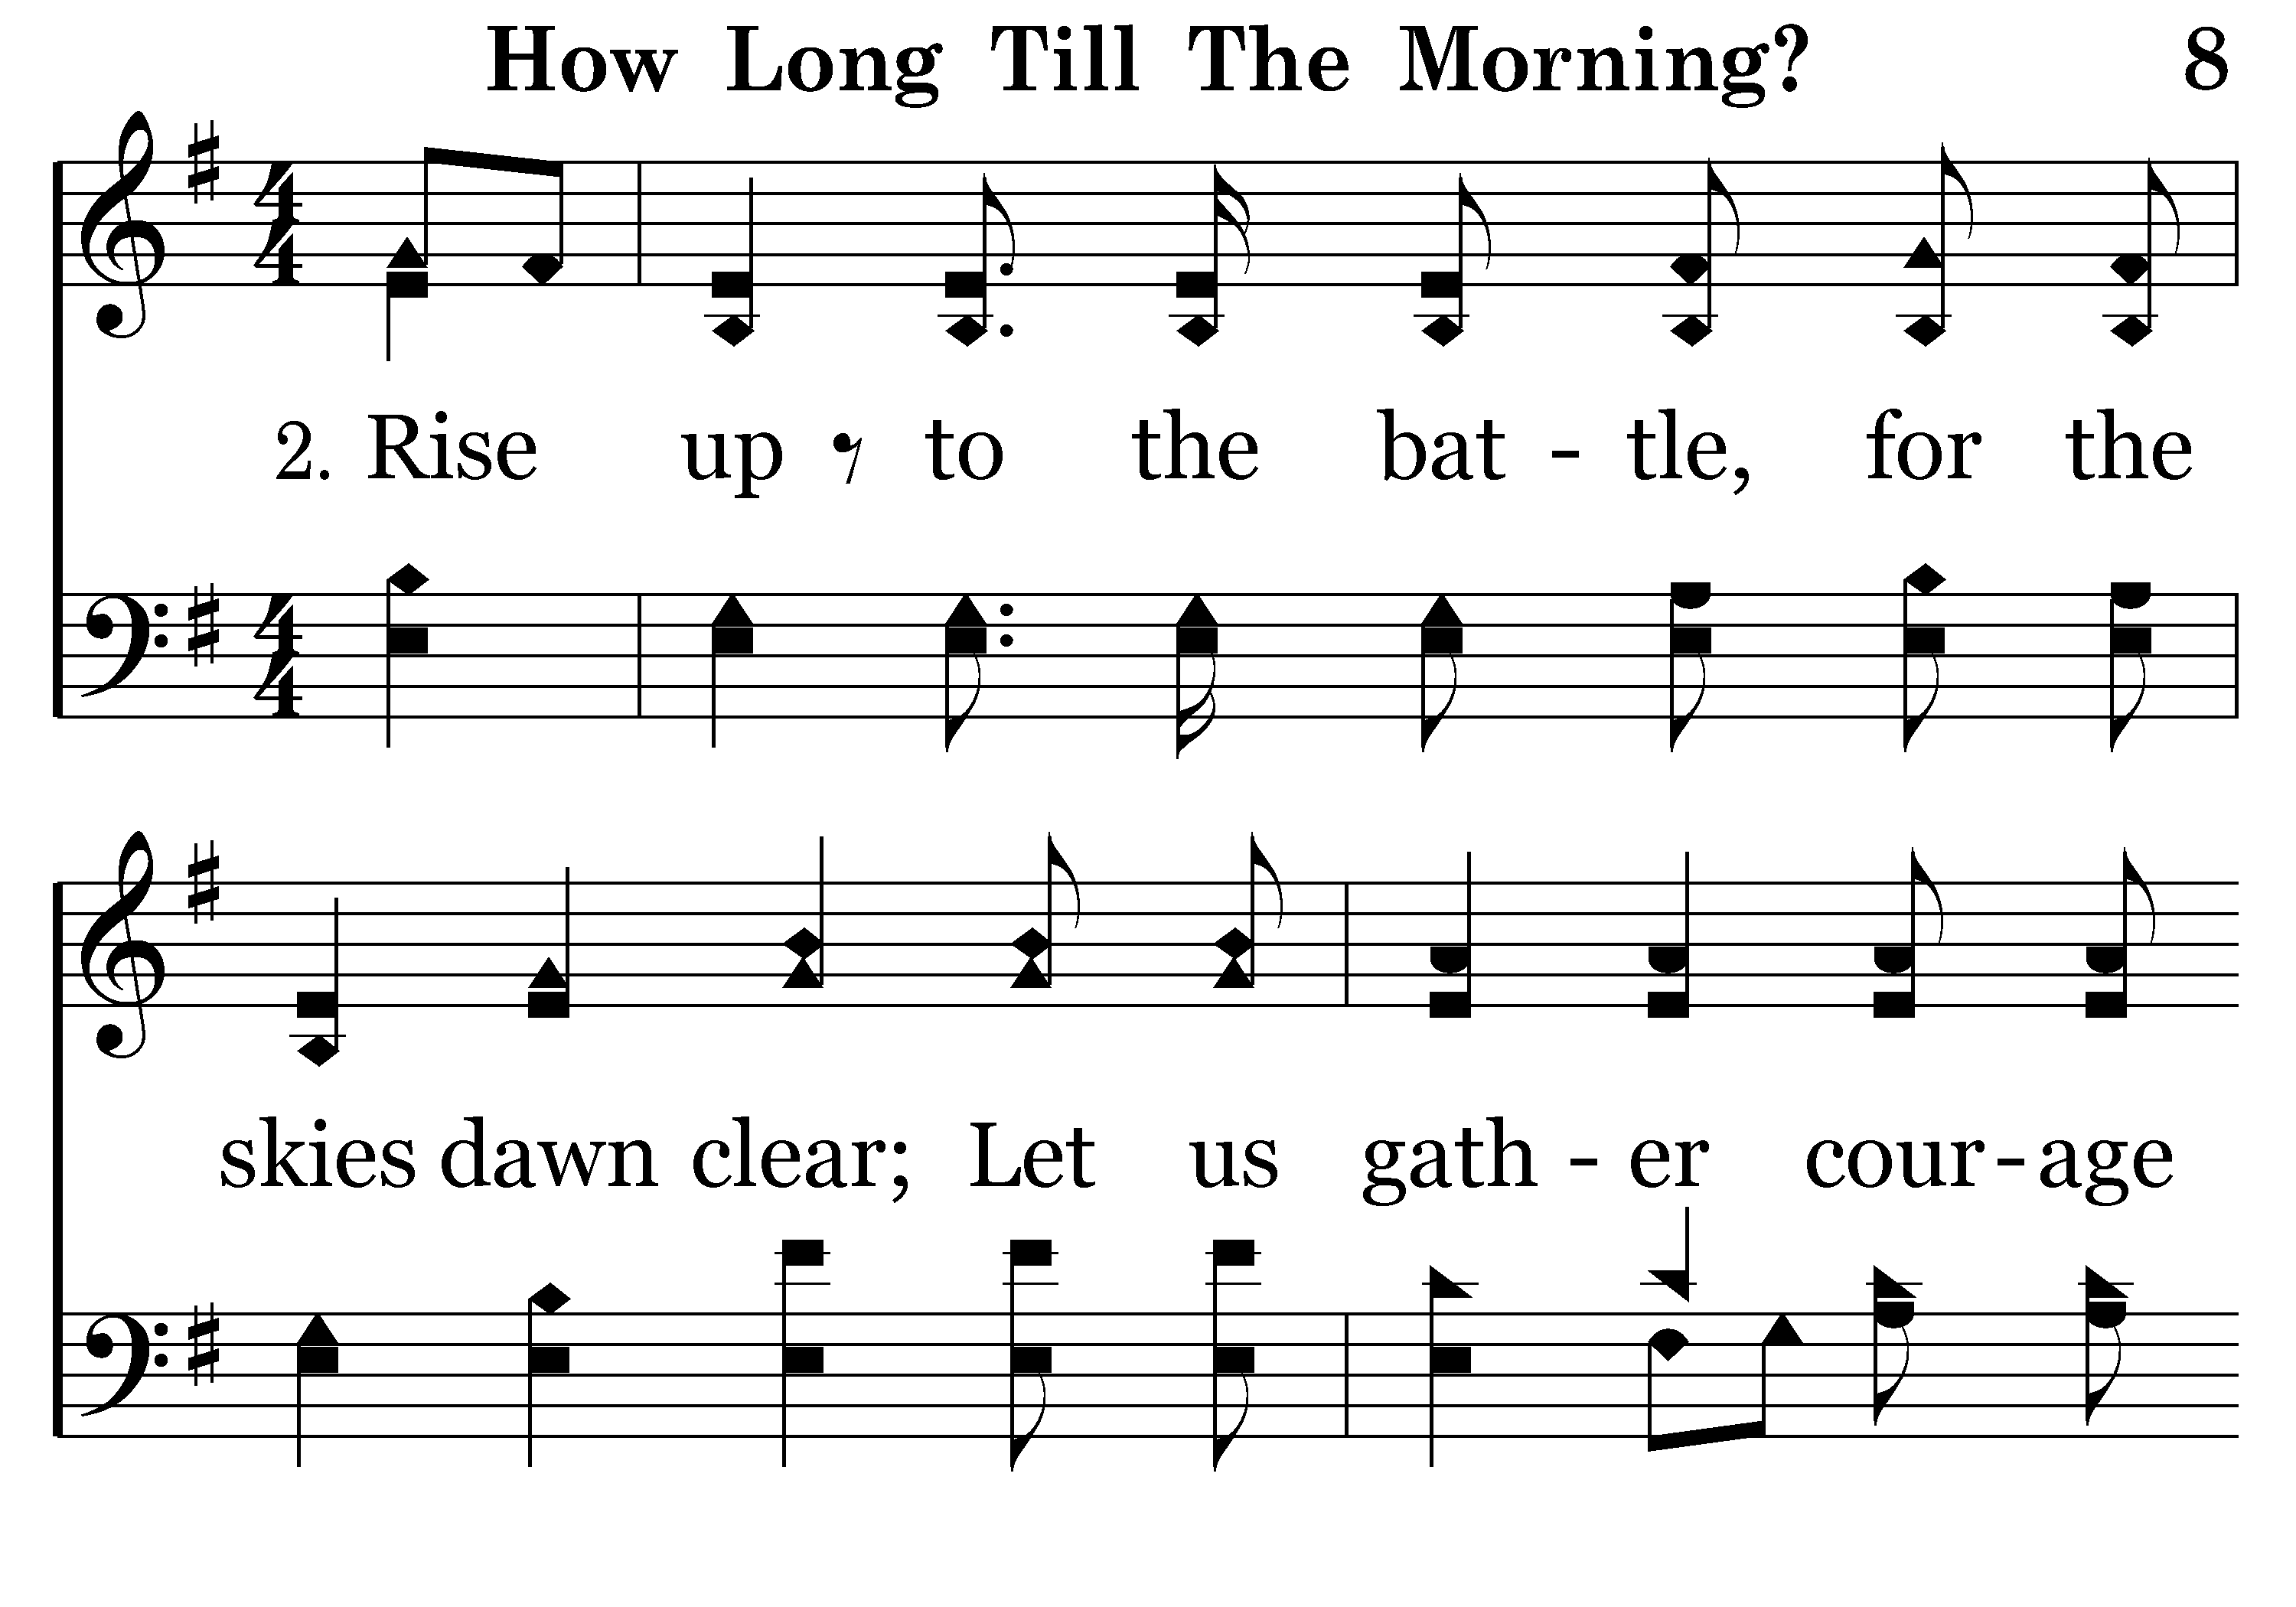 How Long Till The Morning? 8
2. Rise up to the bat - tle, for the
skies dawn clear; Let us gath - er cour - age